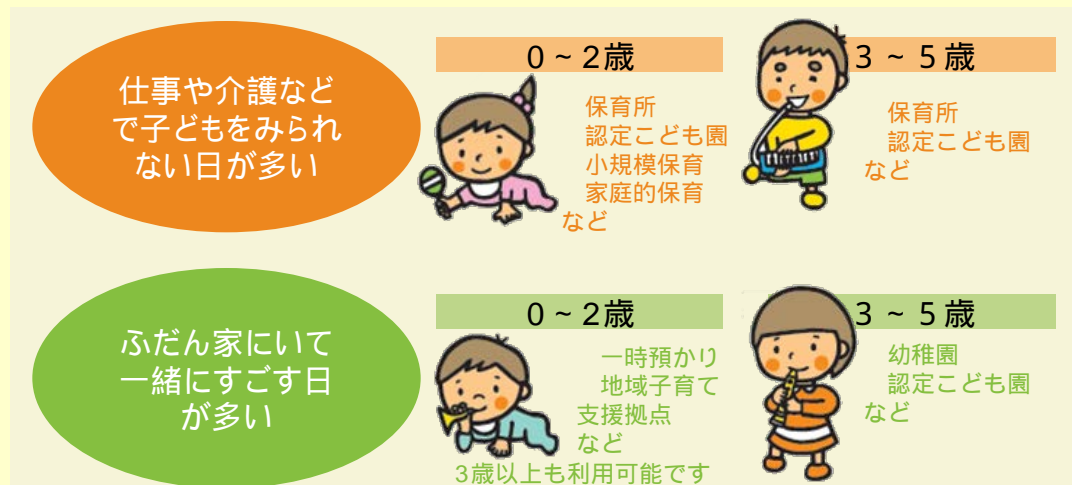 仕事や介護など
で子どもをみられ
ない日が多い
0～2歳
保育所
認定こども園
小規模保育
家庭的保育
など
3～5歳
保育所
認定こども園
など
ふだん家にいて
一緒にすごす日
が多い
0～2歳
一時預かり
地域子育て
支援拠点
など
3歳以上も利用可能です
3～5歳
幼稚園
認定こども園
など